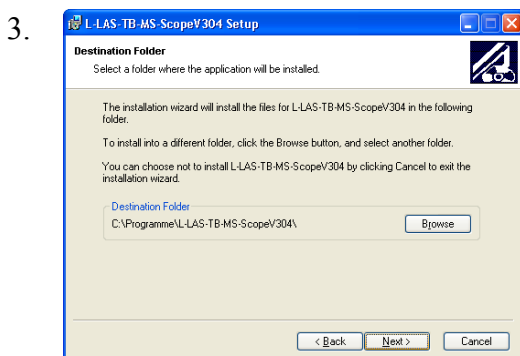 3.
L-LAS-TB-MS-ScopeV304 Setup
Destination Folder
Select a folder where the application will be installed.
The installation wizard will install the files for L-LAS-TB-MS-ScopeV304 in the following
folder.
To install into a different folder, click the Browse button, and select another folder.
You can choose not to install L-LAS-TB-MS-ScopeV304 by clicking Cancel to exit the
installation wizard.
Destination Folder
C:\Programme\L-LAS-TB-MS-ScopeV304\
Browse
< Back Next > Cancel